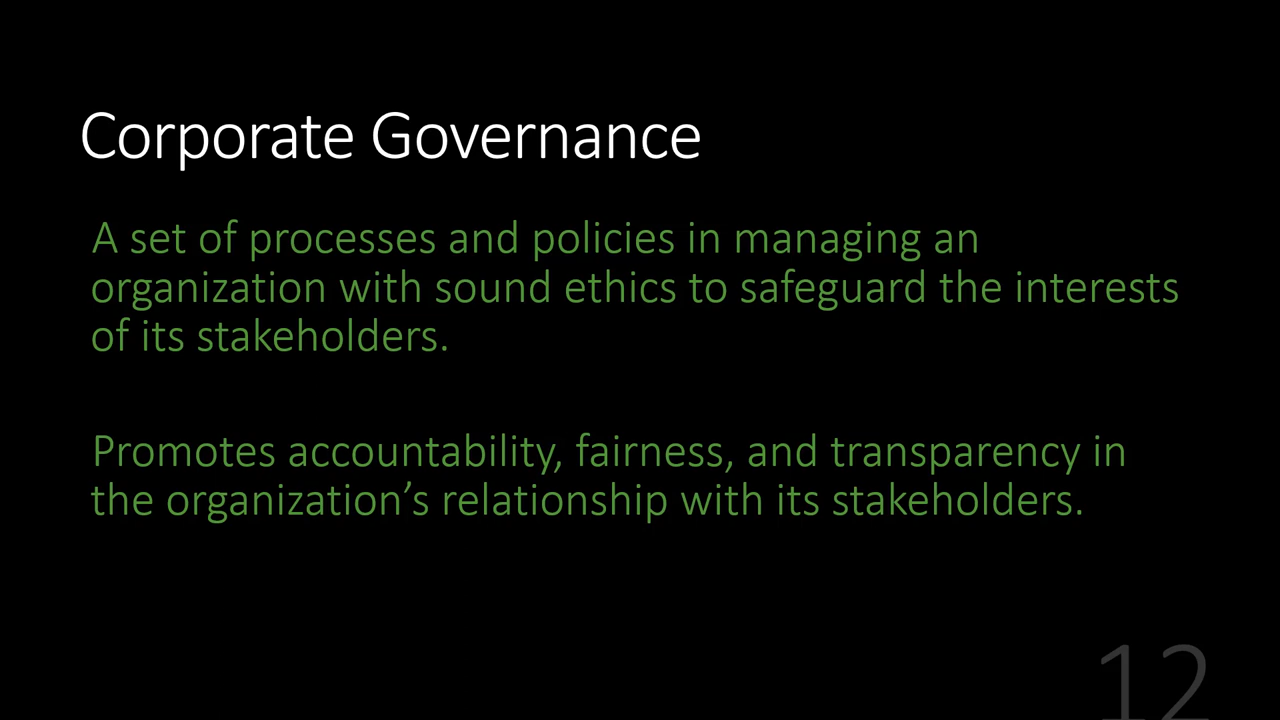 Corporate Governance
A set of processes and policies in managing an
organization with sound ethics to safeguard the interests
of its stakeholders.
Promotes accountability, fairness, and transparency in
the organization’s relationship with its stakeholders.
12